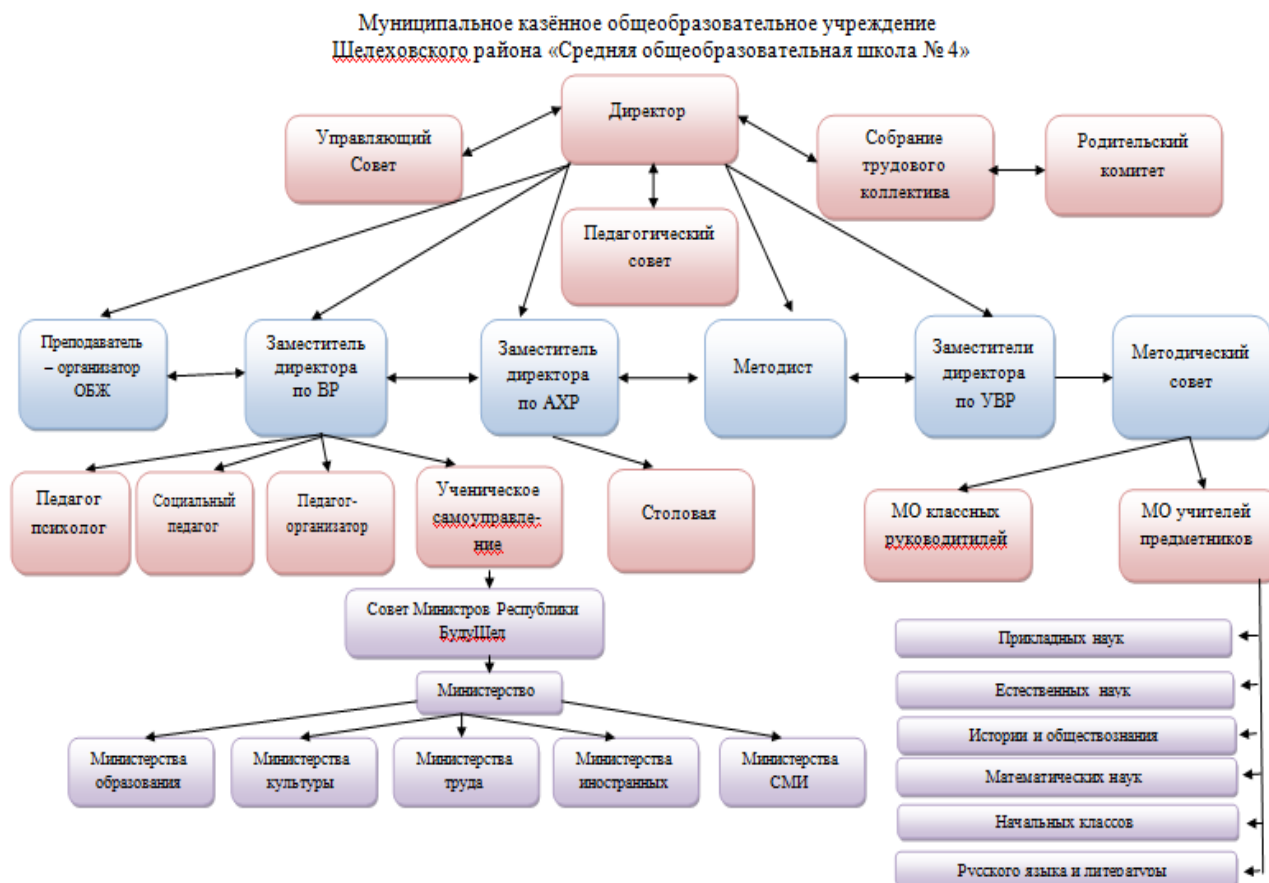 Муниципальное казённое общеобразовательное учреждение
Шелеховского района «Средняя общеобразовательная школа № 4»
Директор
Управляющий
Совет
Собрание
трудового
коллектива
Родительский
комитет
Педагогический
совет
Преподаватель
– организатор
ОБЖ
Заместитель
директора
по ВР
Заместитель
директора
по АХР
Методист
Заместители
директора
по УВР
Методический
совет
Педагог
психолог
Социальный
педагог
Педагог-
организатор
Ученическое
самоуправле-
ние
Столовая
МО классных
руководитилей
МО учителей
предметников
Совет Министров Республики
БудуШел
Министерство
Министерства
образования
Министерства
культуры
Министерства
труда
Министерства
иностранных
Министерства
СМИ
Прикладных наук
Естественных наук
Истории и обществознания
Математических наук
Начальных классов
Русского языка и литературы